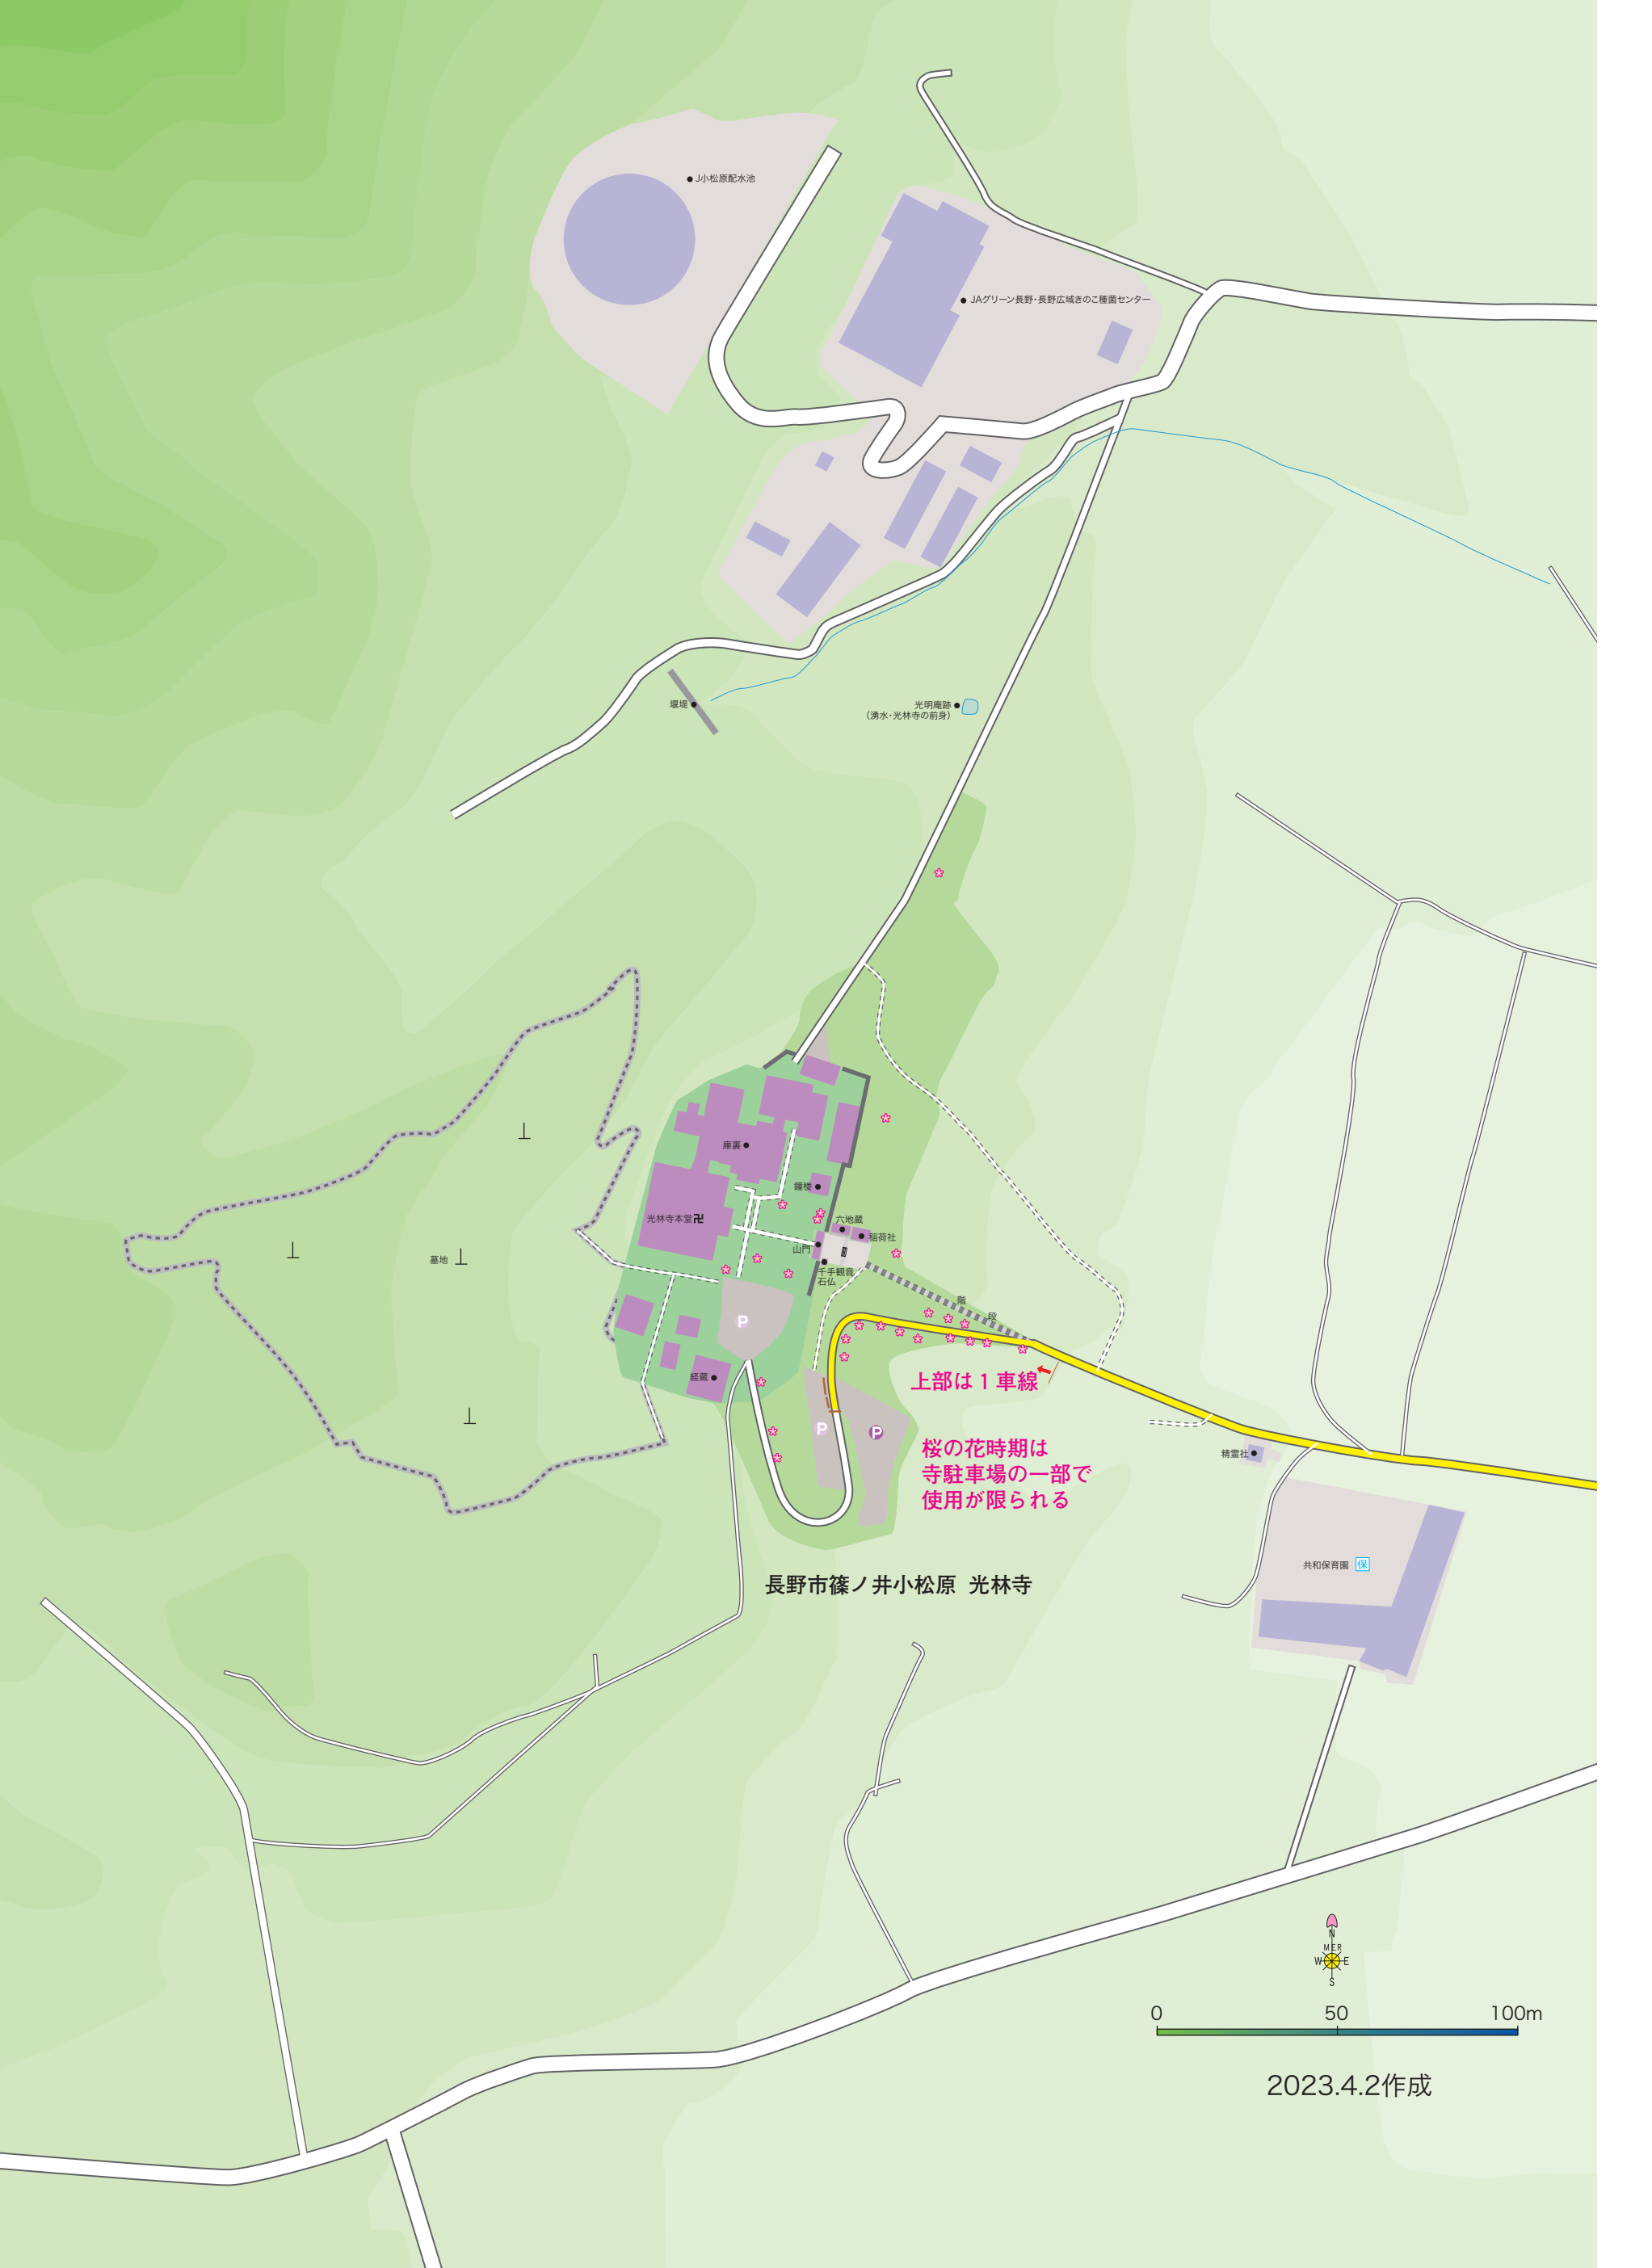 J小松原配水池
JAグリーン長野・長野広域きのこ種菌センター
堰堤
光明庵跡
（湧水・光林寺の前身）
庫裏
鐘楼
光林寺本堂卍
六地蔵
稲荷社
山門
千手観音
石仏
墓地
階
段
P
経蔵
上部は１車線
P
P
桜の花時期は
寺駐車場の一部で
使用が限られる
精霊社
共和保育園 保
長野市篠ノ井小松原 光林寺
N
MER
W E
S
0 50 100m
2023.4.2作成